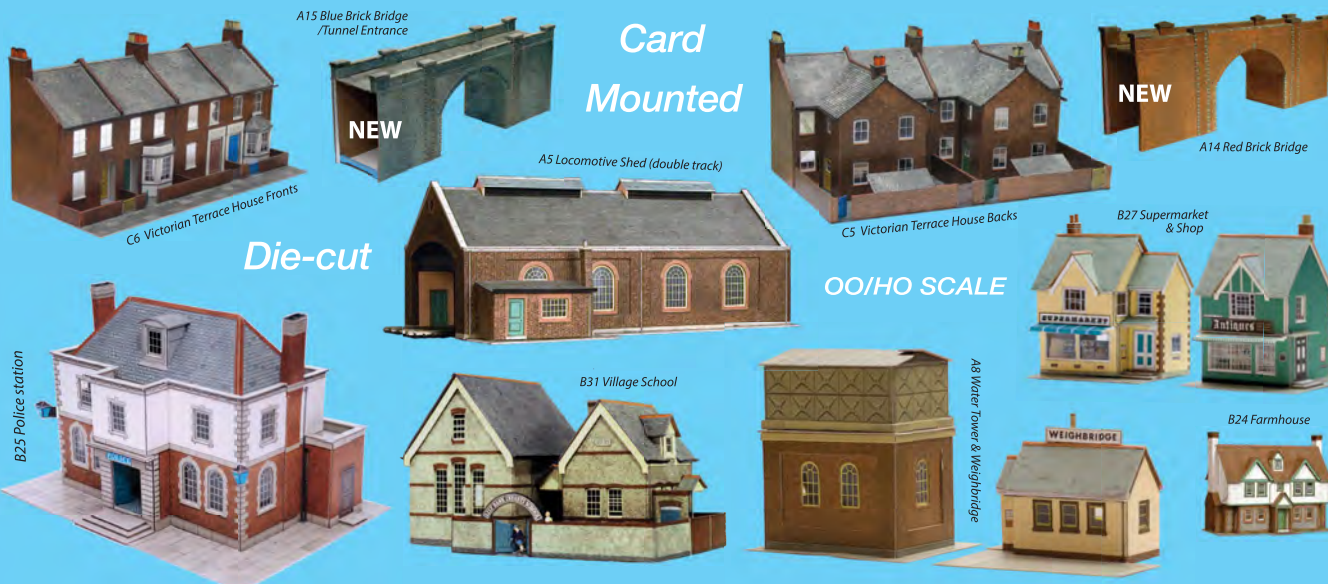 A15 Blue Brick Bridge
/Tunnel Entrance
NEW
Card
Mounted
NEW
A14 Red Brick Bridge
C6 Victorian Terrace House Fronts
A5 Locomotive Shed (double track)
C5 Victorian Terrace House Backs
B27 Supermarket
& Shop
Die-cut
OO/HO SCALE
SUPERMARKET
Antiques
B25 Police station
B31 Village School
A8 Water Tower & Weighbridge
WEIGHBRIDGE
B24 Farmhouse